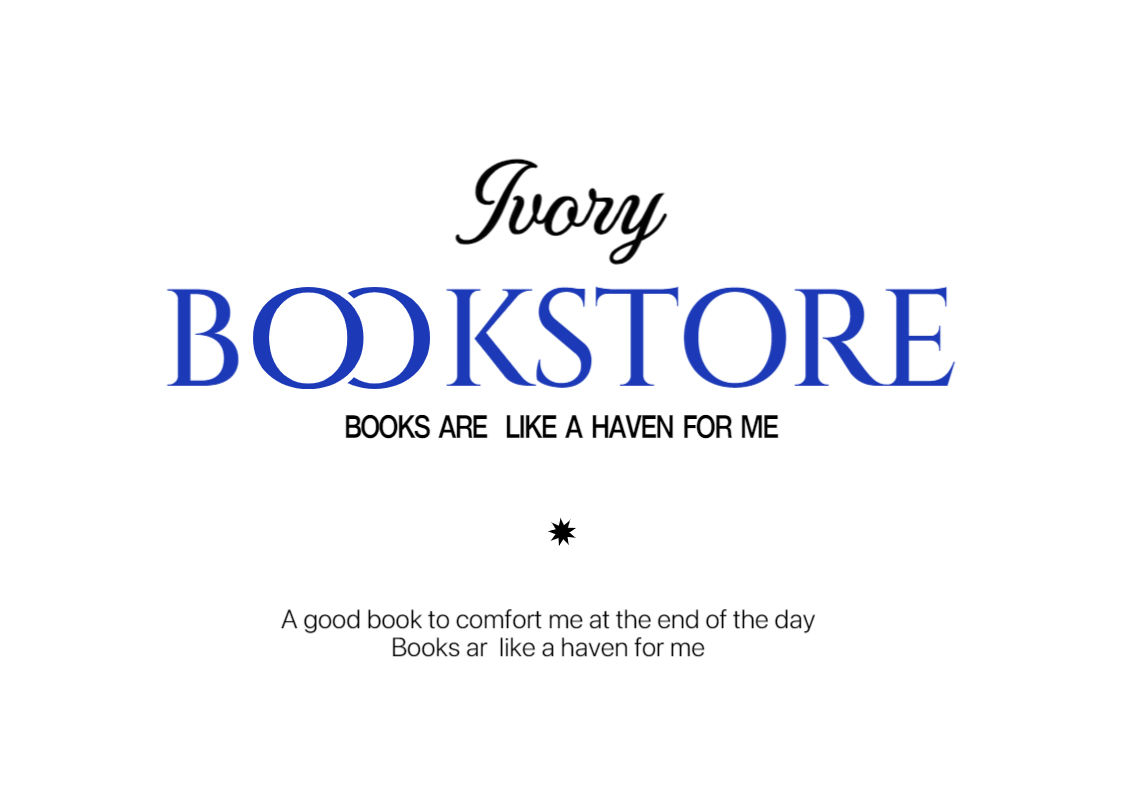 Ivory
BOOKSTORE
BOOKS ARE  LIKE A HAVEN FOR ME
A good book to comfort me at the end of the day
Books ar  like a haven for me